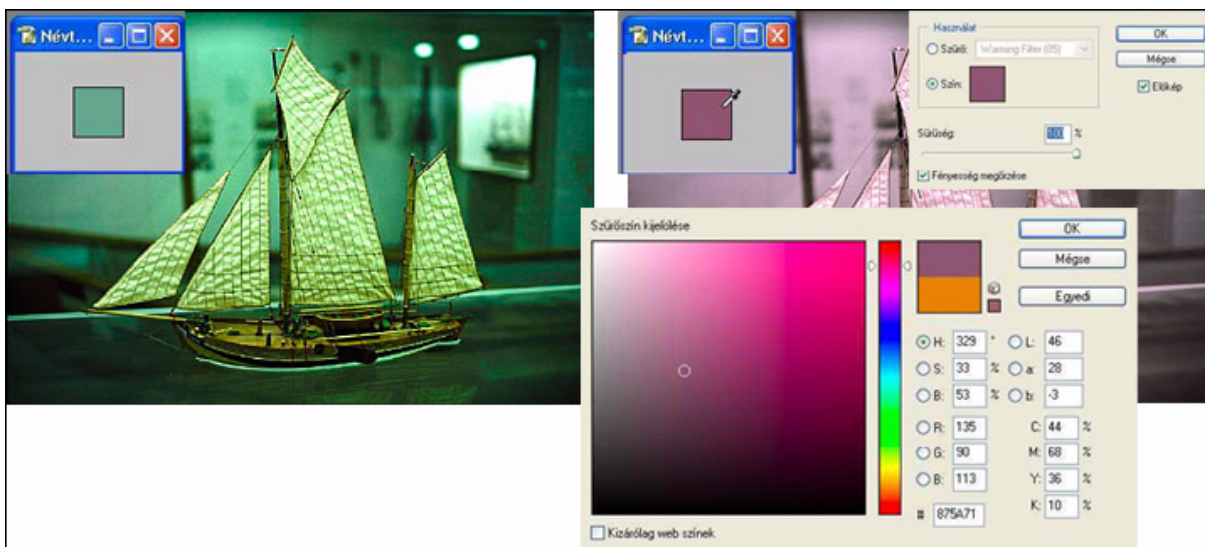 Névt...
Névt...
Használat
Szűrő: Warming Filter (85)
Szín:
OK
Mégse
Előkép
Sűrűség: 100 %
Fényesség megőrzése
Szűrőszín kijelölése
OK
Mégse
Egyedi
H: 329 ° L: 46
S: 33 % a: 28
B: 53 % b: -3
R: 135 C: 44 %
G: 90 M: 68 %
B: 113 Y: 36 %
# 875A71 K: 10 %
Kizárólag web színek